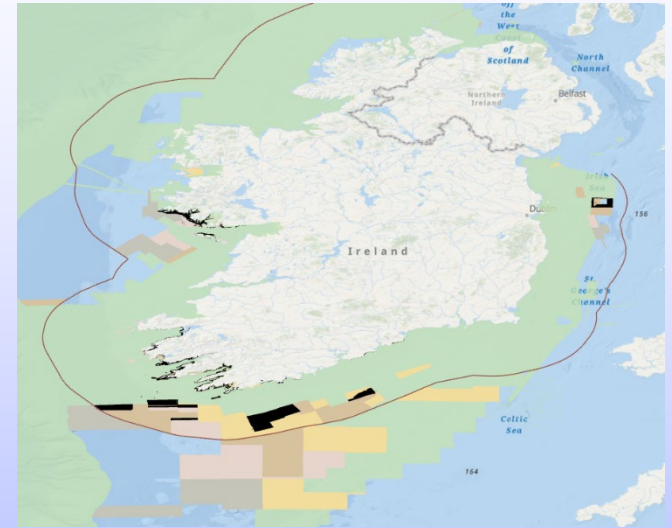 off
the
West
Coast
of
Scotland
North
Channel
Northern
Ireland
Belfast
Irish
Sea
Dublin
156
Ireland
St.
George's
Channel
Celtic
Sea
164